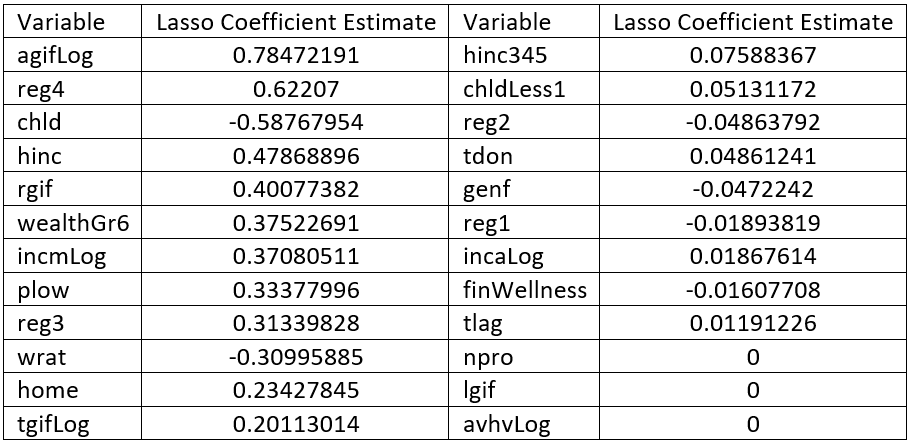 Variable Lasso Coefficient Estimate Variable Lasso Coefficient Estimate
agifLog 0.78472191 hinc345 0.07588367
reg4 0.62207 chldLess1 0.05131172
chld -0.58767954 reg2 -0.04863792
hinc 0.47868896 tdon 0.04861241
rgif 0.40077382 genf -0.0472242
wealthGr6 0.37522691 reg1 -0.01893819
incmLog 0.37080511 incaLog 0.01867614
plow 0.33377996 finWellness -0.01607708
reg3 0.31339828 tlag 0.01191226
wrat -0.30995885 npro 0
home 0.23427845 lgif 0
tgifLog 0.20113014 avhvLog 0